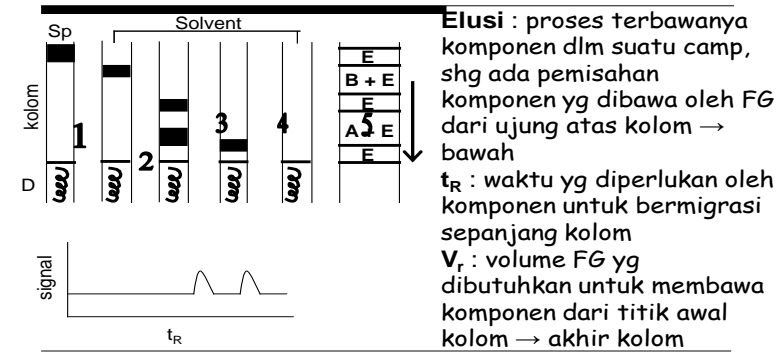 Sp
Solvent
kolom
1
2
3
4
5
E
B + E
E
A + E
E
D
signal
tR
Elusi : proses terbawanya
komponen dlm suatu camp,
shg ada pemisahan
komponen yg dibawa oleh FG
dari ujung atas kolom →
bawah
tR : waktu yg diperlukan oleh
komponen untuk bermigrasi
sepanjang kolom
Vr : volume FG yg
dibutuhkan untuk membawa
komponen dari titik awal
kolom → akhir kolom